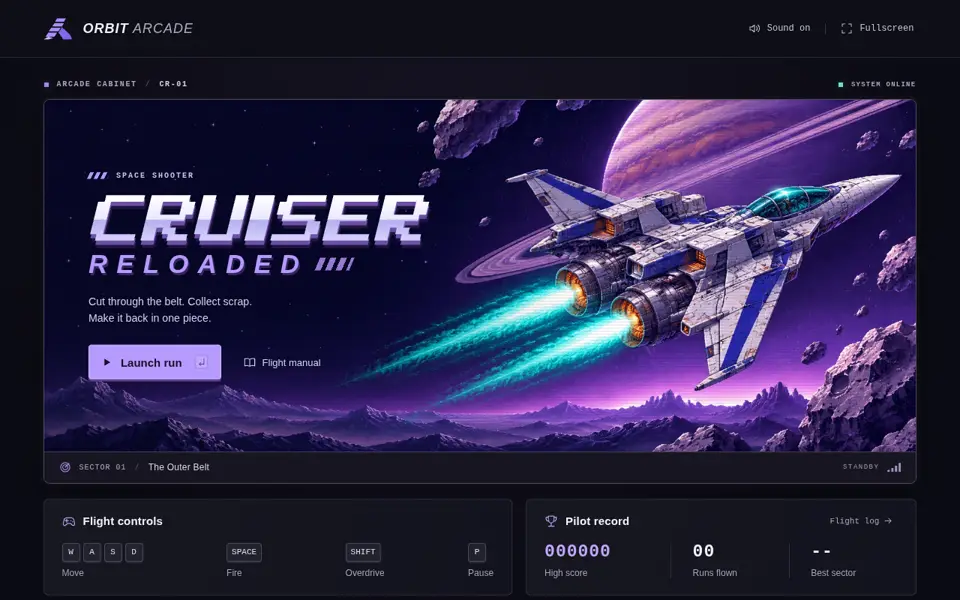 ORBIT ARCADE
Sound on
Fullscreen
ARCADE CABINET / CR-01
SYSTEM ONLINE
SPACE SHOOTER
CRUISER
RELOADED
Cut through the belt. Collect scrap.
Make it back in one piece.
Launch run
Flight manual
SECTOR 01 / The Outer Belt
STANDBY
Flight controls
W A S D
Move
SPACE
Fire
SHIFT
Overdrive
P
Pause
Pilot record
Flight log →
000000
High score
00
Runs flown
--
Best sector